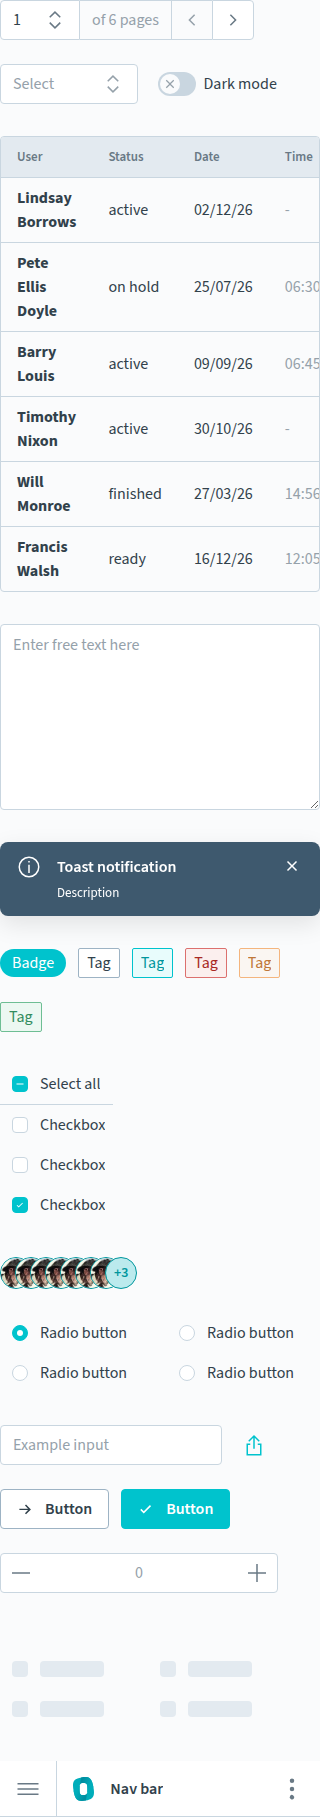 1 of 6 pages
Select Dark mode
User Status Date Time
Lindsay
Borrows active 02/12/26 -
Pete
Ellis
Doyle on hold 25/07/26 06:30
Barry
Louis active 09/09/26 06:45
Timothy
Nixon active 30/10/26 -
Will
Monroe finished 27/03/26 14:56
Francis
Walsh ready 16/12/26 12:05
Enter free text here
Toast notification
Description
Badge Tag Tag Tag Tag
Tag
Select all
Checkbox
Checkbox
Checkbox
+3
Radio button Radio button
Radio button Radio button
Example input
Button Button
0
Nav bar